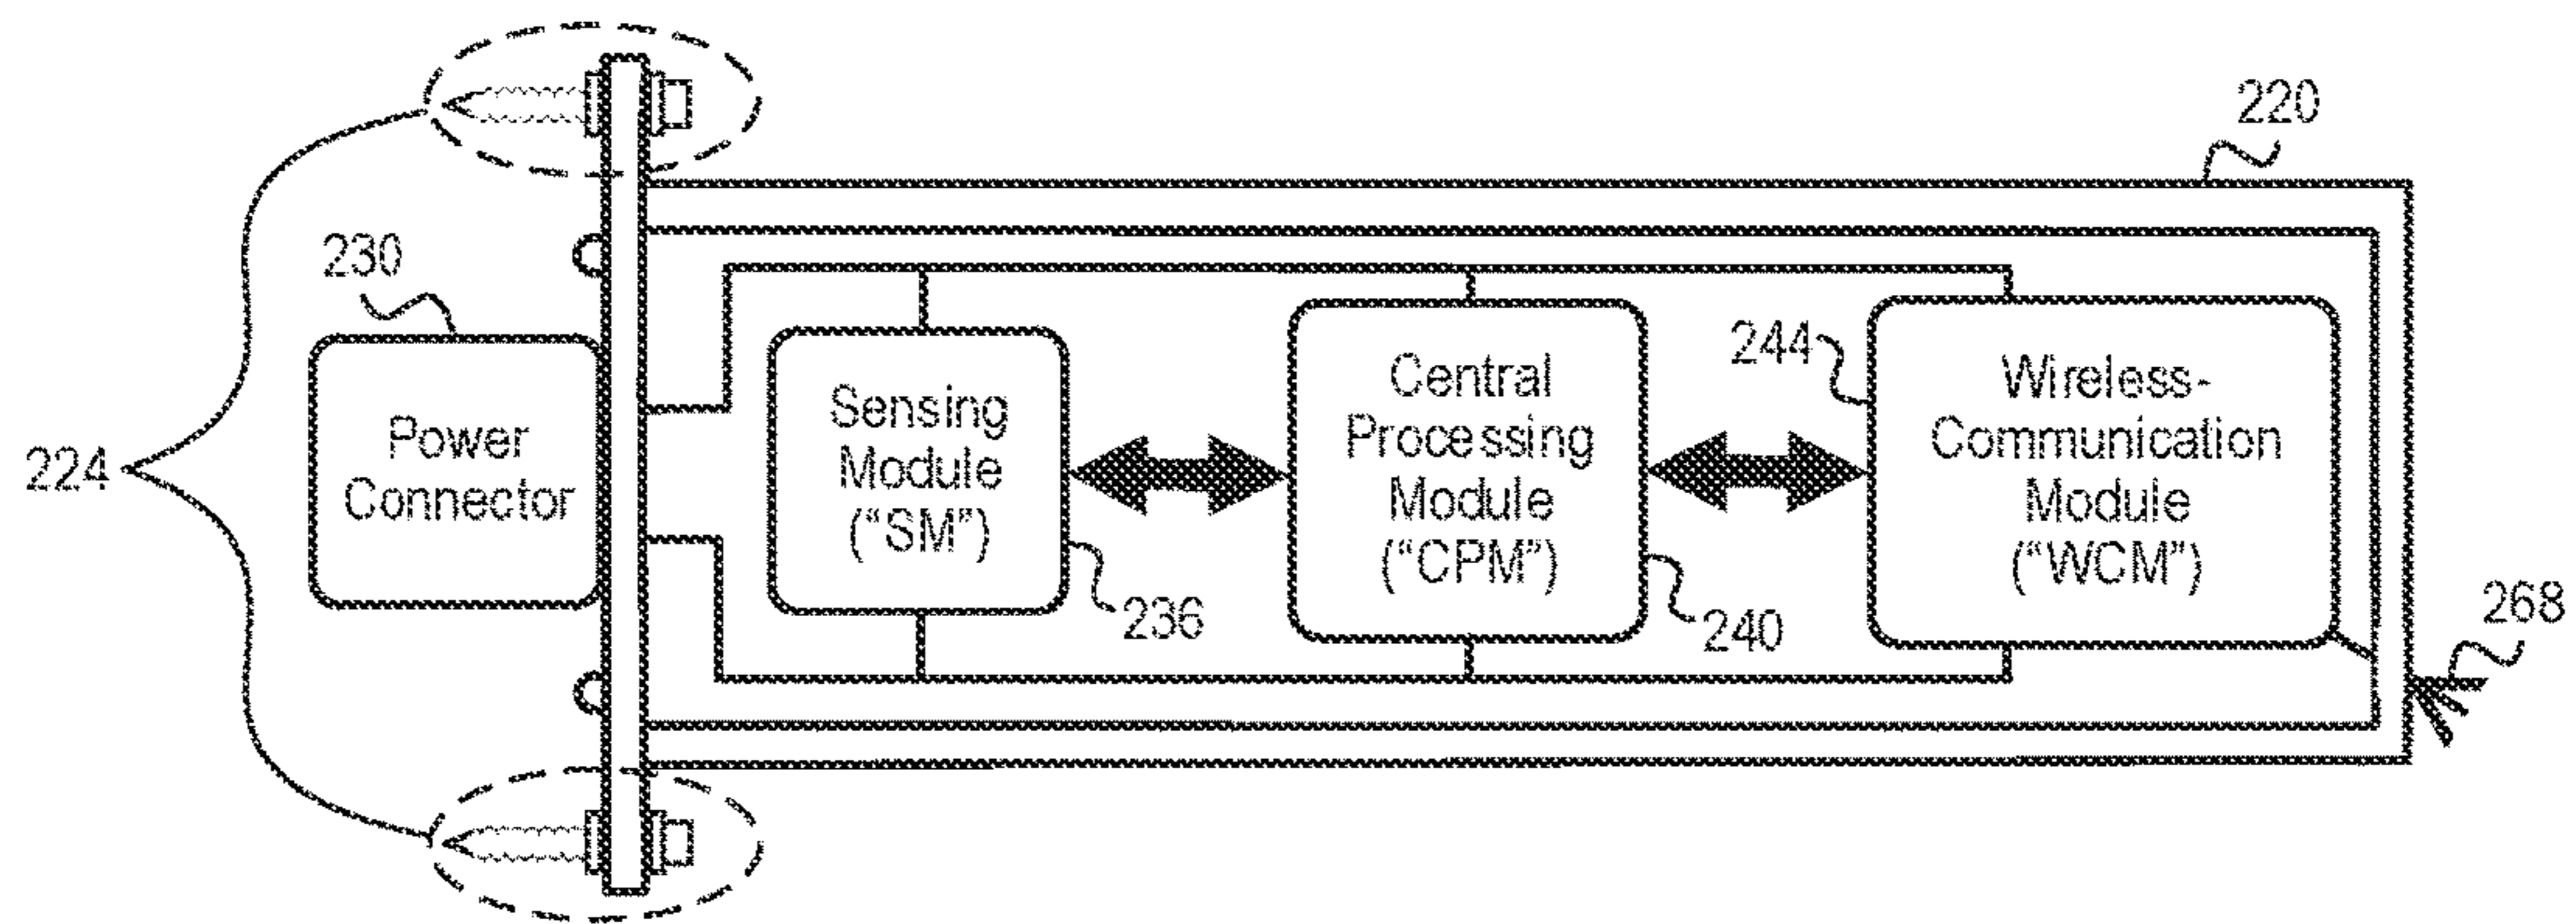 220
230
224
Power
Connector
Sensing
Module
("SM")
236
Central
Processing
Module
("CPM")
240
244
Wireless-
Communication
Module
("WCM")
268